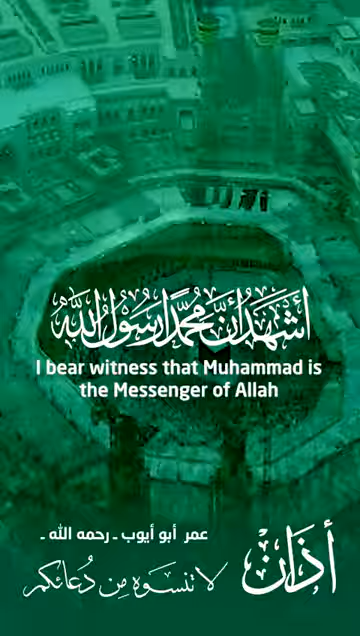 أشهد أن محمدا رسول الله
I bear witness that Muhammad is
the Messenger of Allah
عمر أبو أيوب - رحمه الله -
أذان
لا تنسوه من دعائكم